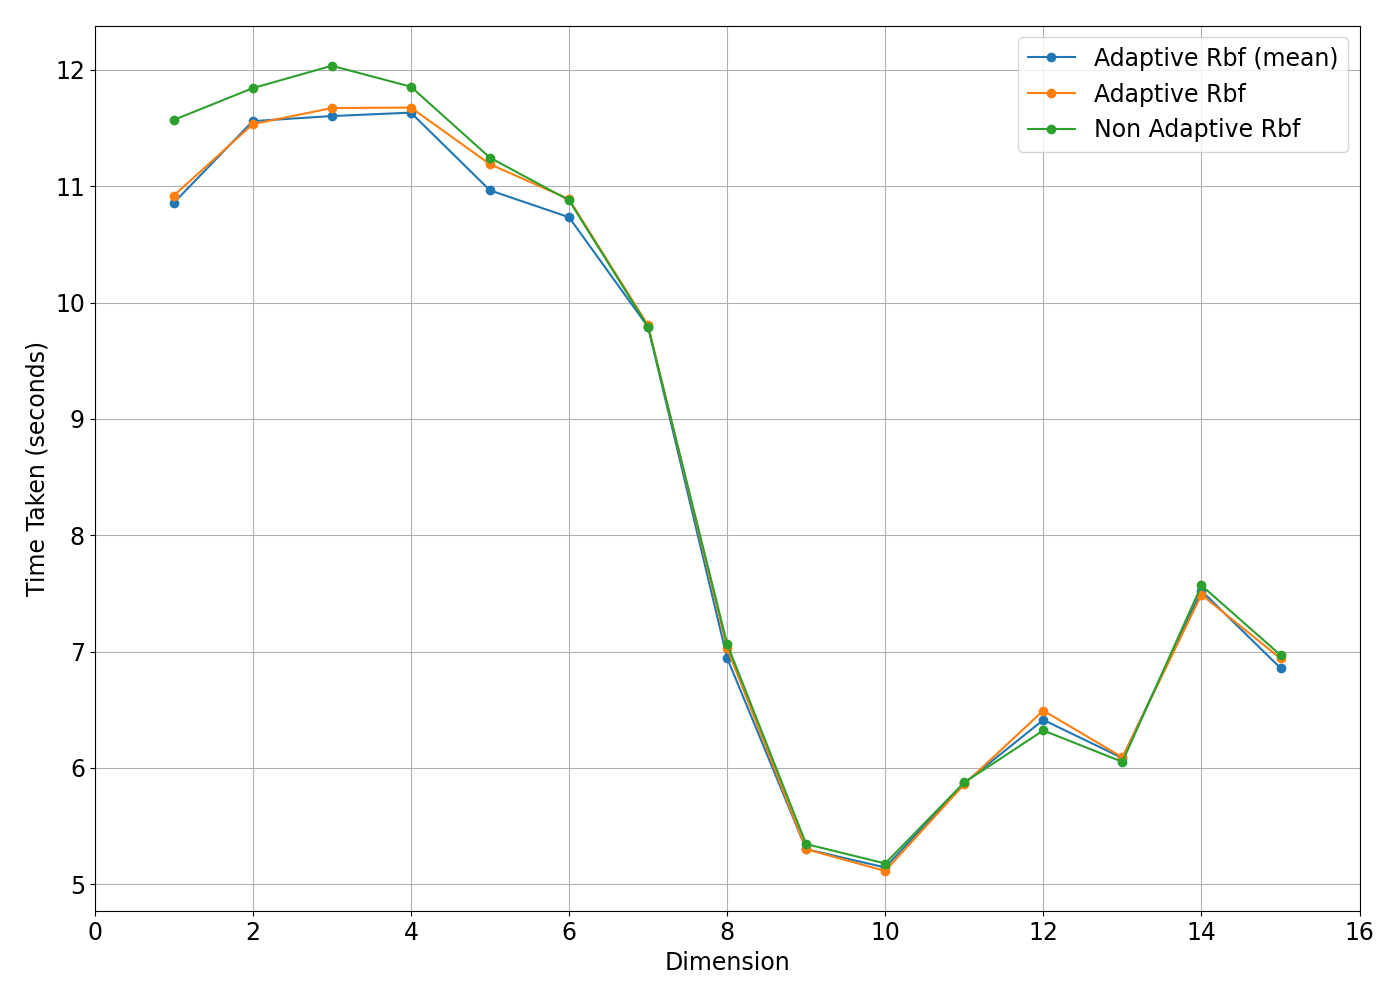 Adaptive Rbf (mean)
Adaptive Rbf
Non Adaptive Rbf
12
11
10
9
8
7
6
5
Time Taken (seconds)
0 2 4 6 8 10 12 14 16
Dimension